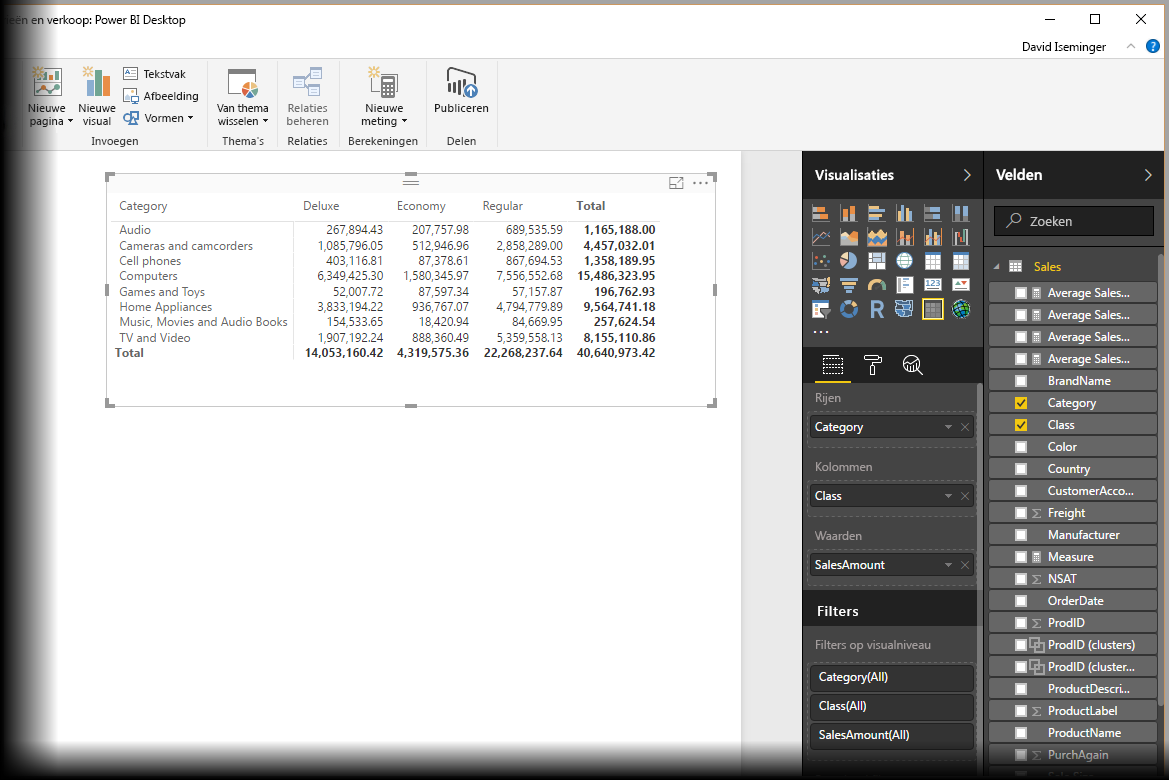 en verkoop: Power BI Desktop
David Iseminger
?
Nieuwe pagina
Nieuwe visual
Tekstvak
Afbeelding
Vormen
Invoegen
Van thema wisselen
Thema's
Relaties beheren
Relaties
Nieuwe meting
Berekeningen
Publiceren
Delen
Category Deluxe Economy Regular Total
Audio 267,894.43 207,757.98 689,535.59 1,165,188.00
Cameras and camcorders 1,085,796.05 512,946.96 2,858,289.00 4,457,032.01
Cell phones 403,116.81 87,378.61 867,694.53 1,358,189.95
Computers 6,349,425.30 1,580,345.97 7,556,552.68 15,486,323.95
Games and Toys 52,007.72 87,597.34 57,157.87 196,762.93
Home Appliances 3,833,194.22 936,767.07 4,794,779.89 9,564,741.18
Music, Movies and Audio Books 154,533.65 18,420.94 84,669.95 257,624.54
TV and Video 1,907,192.24 888,360.49 5,359,558.13 8,155,110.86
Total 14,053,160.42 4,319,575.36 22,268,237.64 40,640,973.42
Visualisaties
123
R
Rijen
Category
Kolommen
Class
Waarden
SalesAmount
Filters
Filters op visualniveau
Category(All)
Class(All)
SalesAmount(All)
Velden
Zoeken
Sales
Average Sales...
Average Sales...
Average Sales...
Average Sales...
BrandName
Category
Class
Color
Country
CustomerAcco...
Σ Freight
Manufacturer
Measure
Σ NSAT
OrderDate
Σ ProdID
ProdID (clusters)
ProdID (cluster...
ProductDescri...
Σ ProductLabel
ProductName
Σ PurchAgain